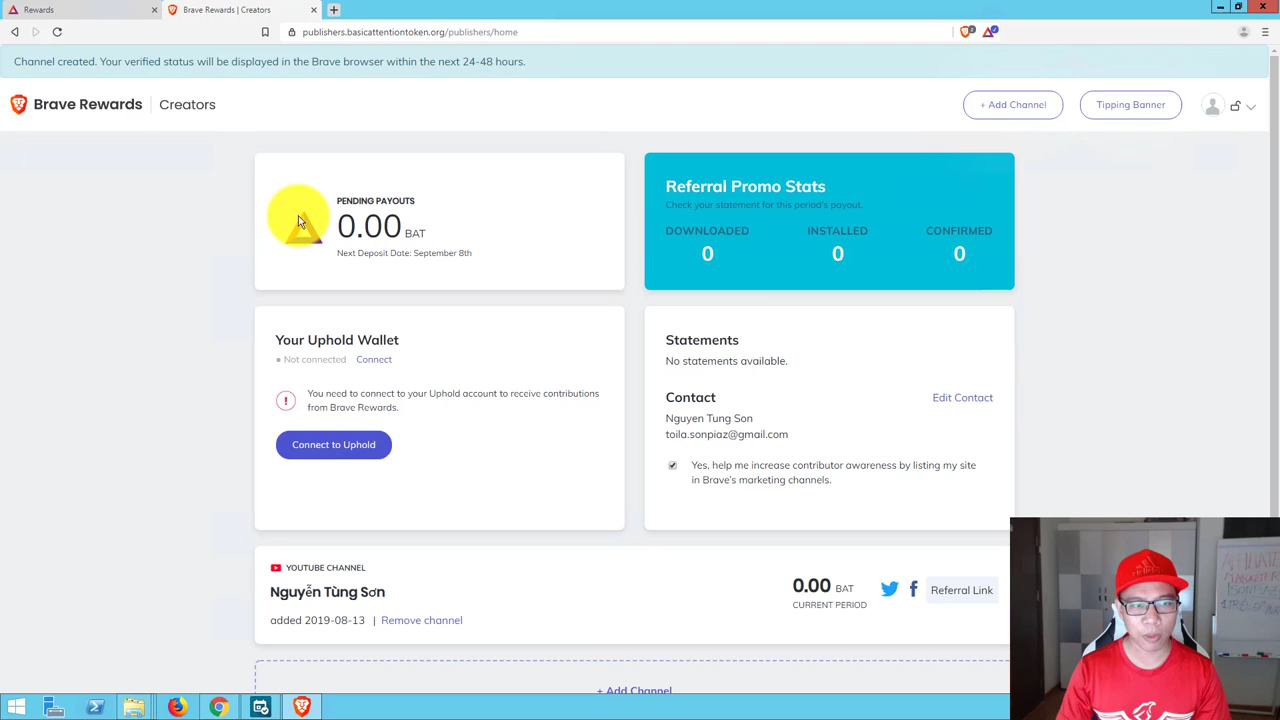 Rewards
Brave Rewards | Creators
publishers.basicattentiontoken.org/publishers/home
Channel created. Your verified status will be displayed in the Brave browser within the next 24-48 hours.
Brave Rewards | Creators
+ Add Channel
Tipping Banner
PENDING PAYOUTS
0.00 BAT
Next Deposit Date: September 8th
Referral Promo Stats
Check your statement for this period's payout.
DOWNLOADED INSTALLED CONFIRMED
0 0 0
Your Uphold Wallet
Not connected Connect
You need to connect to your Uphold account to receive contributions
from Brave Rewards.
Connect to Uphold
Statements
No statements available.
Contact
Edit Contact
Nguyen Tung Son
toila.sonpiaz@gmail.com
Yes, help me increase contributor awareness by listing my site
in Brave's marketing channels.
YOUTUBE CHANNEL
Nguyễn Tùng Sơn
added 2019-08-13 | Remove channel
0.00 BAT
CURRENT PERIOD
Referral Link
+ Add Channel